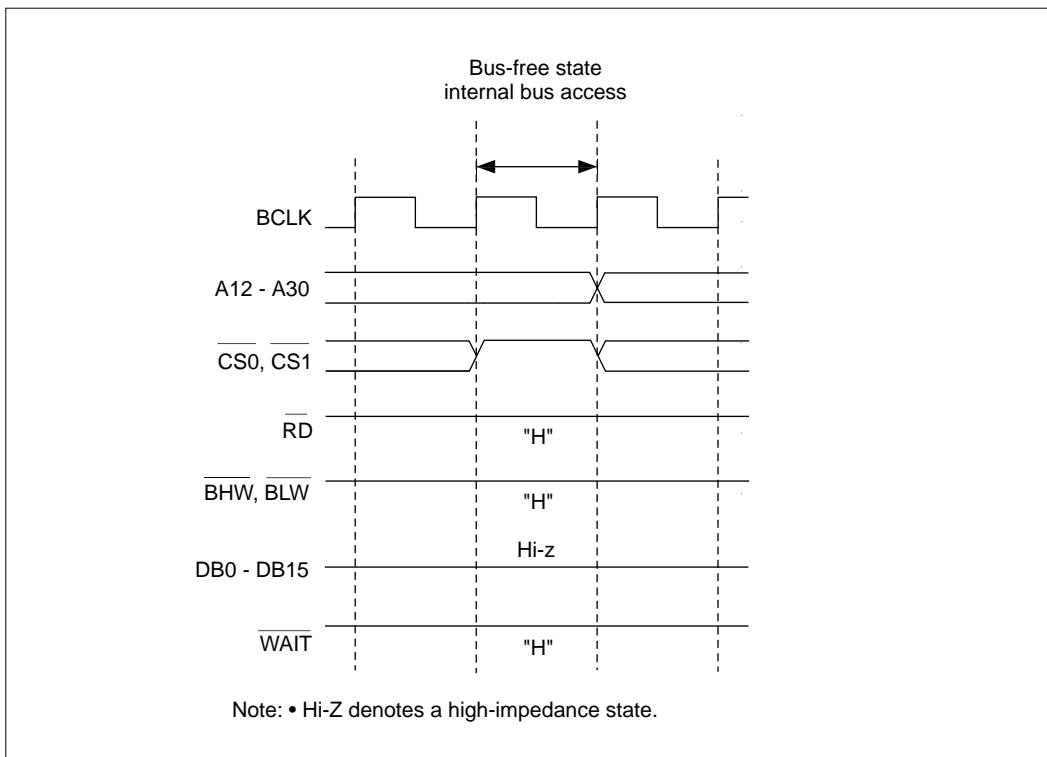 Bus-free state
internal bus access
BCLK
A12 - A30
CS0, CS1
RD
"H"
BHW, BLW
"H"
Hi-z
DB0 - DB15
WAIT
"H"
Note: • Hi-Z denotes a high-impedance state.